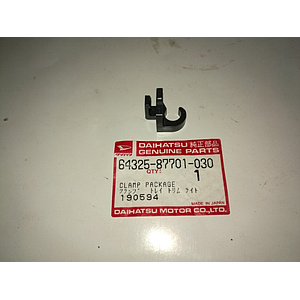 DAIHATSU 純正部品
GENUINE PARTS
64325-87701-030
QTY: 1
CLAMP PACKAGE
190594
MADE IN JAPAN
DAIHATSU MOTOR CO., LTD.